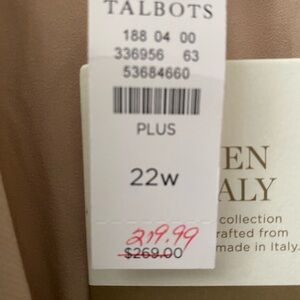 TALBOTS
188 04 00
336956 63
53684660
PLUS
22w
219.99
$269.00
EN
ALY
collection
rafted from
made in Italy.